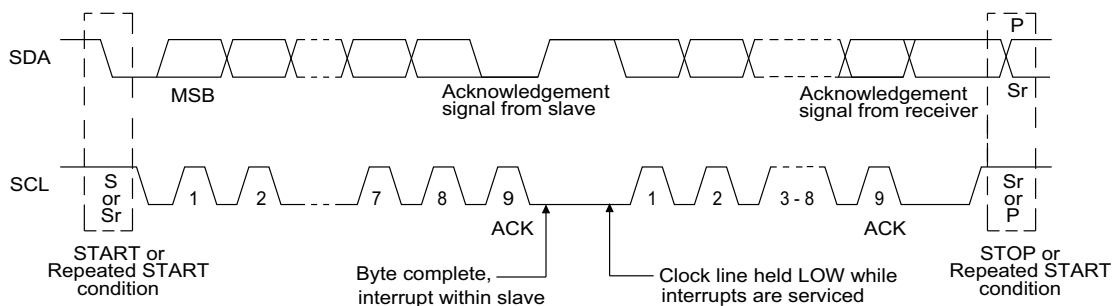 P
SDA
MSB
Acknowledgement
signal from slave
Acknowledgement
signal from receiver
Sr
SCL
S
or
Sr
1
2
7
8
9
1
2
3 - 8
9
Sr
or
P
ACK
ACK
START or
Repeated START
condition
Byte complete,
interrupt within slave
Clock line held LOW while
interrupts are serviced
STOP or
Repeated START
condition